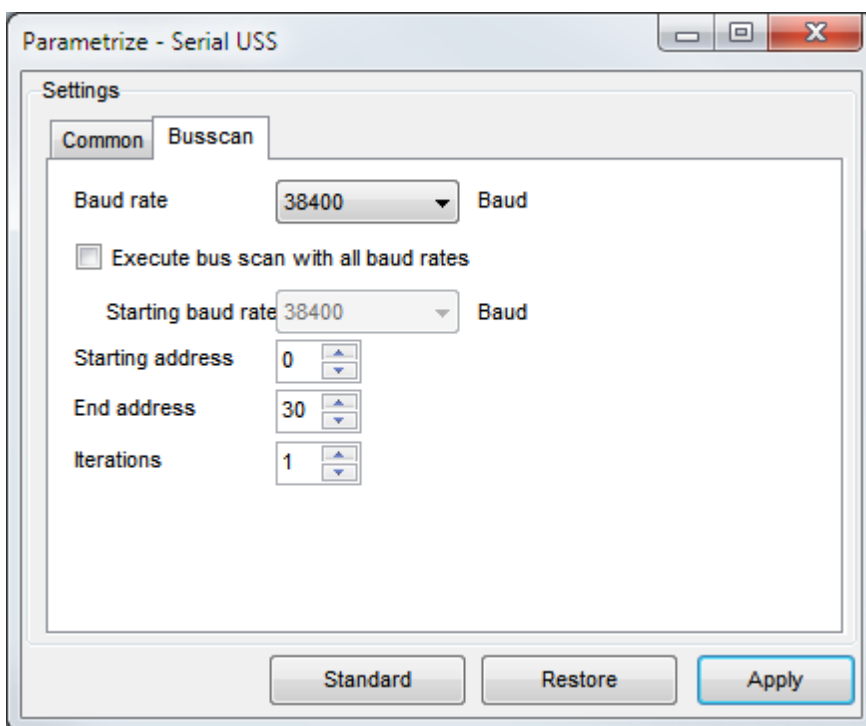 Parametrize - Serial USS
Settings
Common Busscan
Baud rate 38400 Baud
Execute bus scan with all baud rates
Starting baud rate 38400 Baud
Starting address 0
End address 30
Iterations 1
Standard Restore Apply